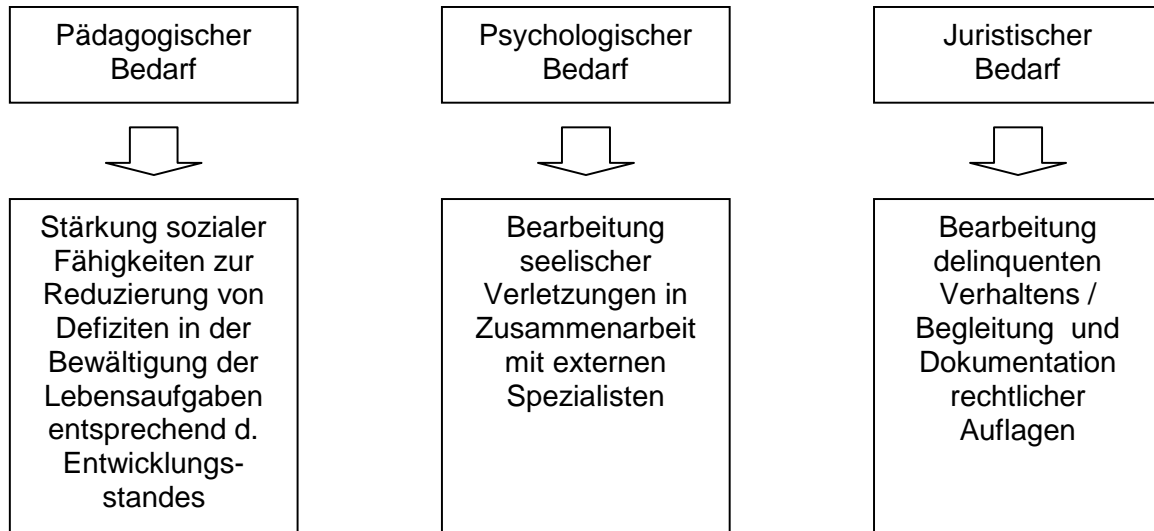 Pädagogischer
Bedarf
Psychologischer
Bedarf
Juristischer
Bedarf
Stärkung sozialer
Fähigkeiten zur
Reduzierung von
Defiziten in der
Bewältigung der
Lebensaufgaben
entsprechend d.
Entwicklungs-
standes
Bearbeitung
seelischer
Verletzungen in
Zusammenarbeit
mit externen
Spezialisten
Bearbeitung
delinquenten
Verhaltens /
Begleitung und
Dokumentation
rechtlicher
Auflagen